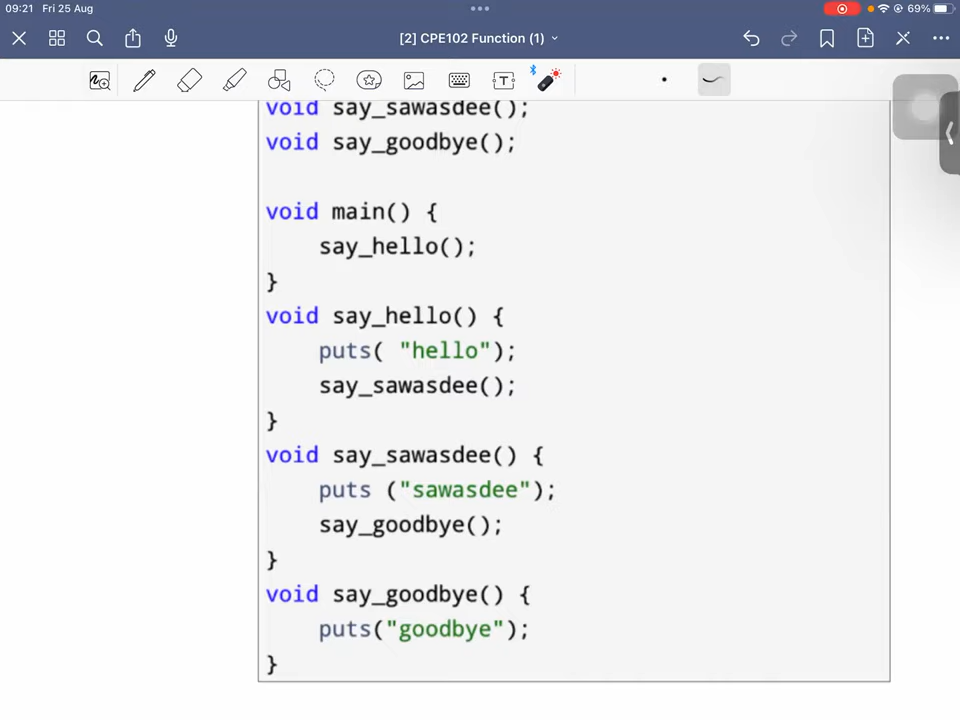 09:21 Fri 25 Aug
69%
[2] CPE102 Function (1)
T
void say_sawasdee();
void say_goodbye();
void main() {
    say_hello();
}
void say_hello() {
    puts( "hello");
    say_sawasdee();
}
void say_sawasdee() {
    puts ("sawasdee");
    say_goodbye();
}
void say_goodbye() {
    puts("goodbye");
}